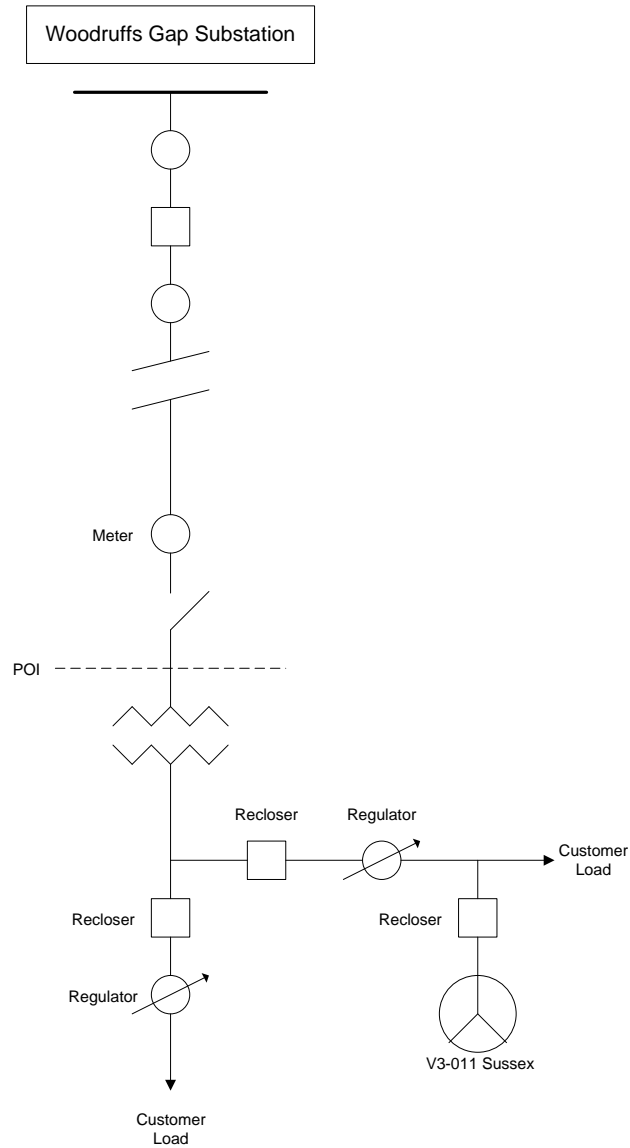 Woodruffs Gap Substation
Meter
POI
Recloser
Regulator
Customer
Load
Recloser
Recloser
Regulator
V3-011 Sussex
Customer
Load